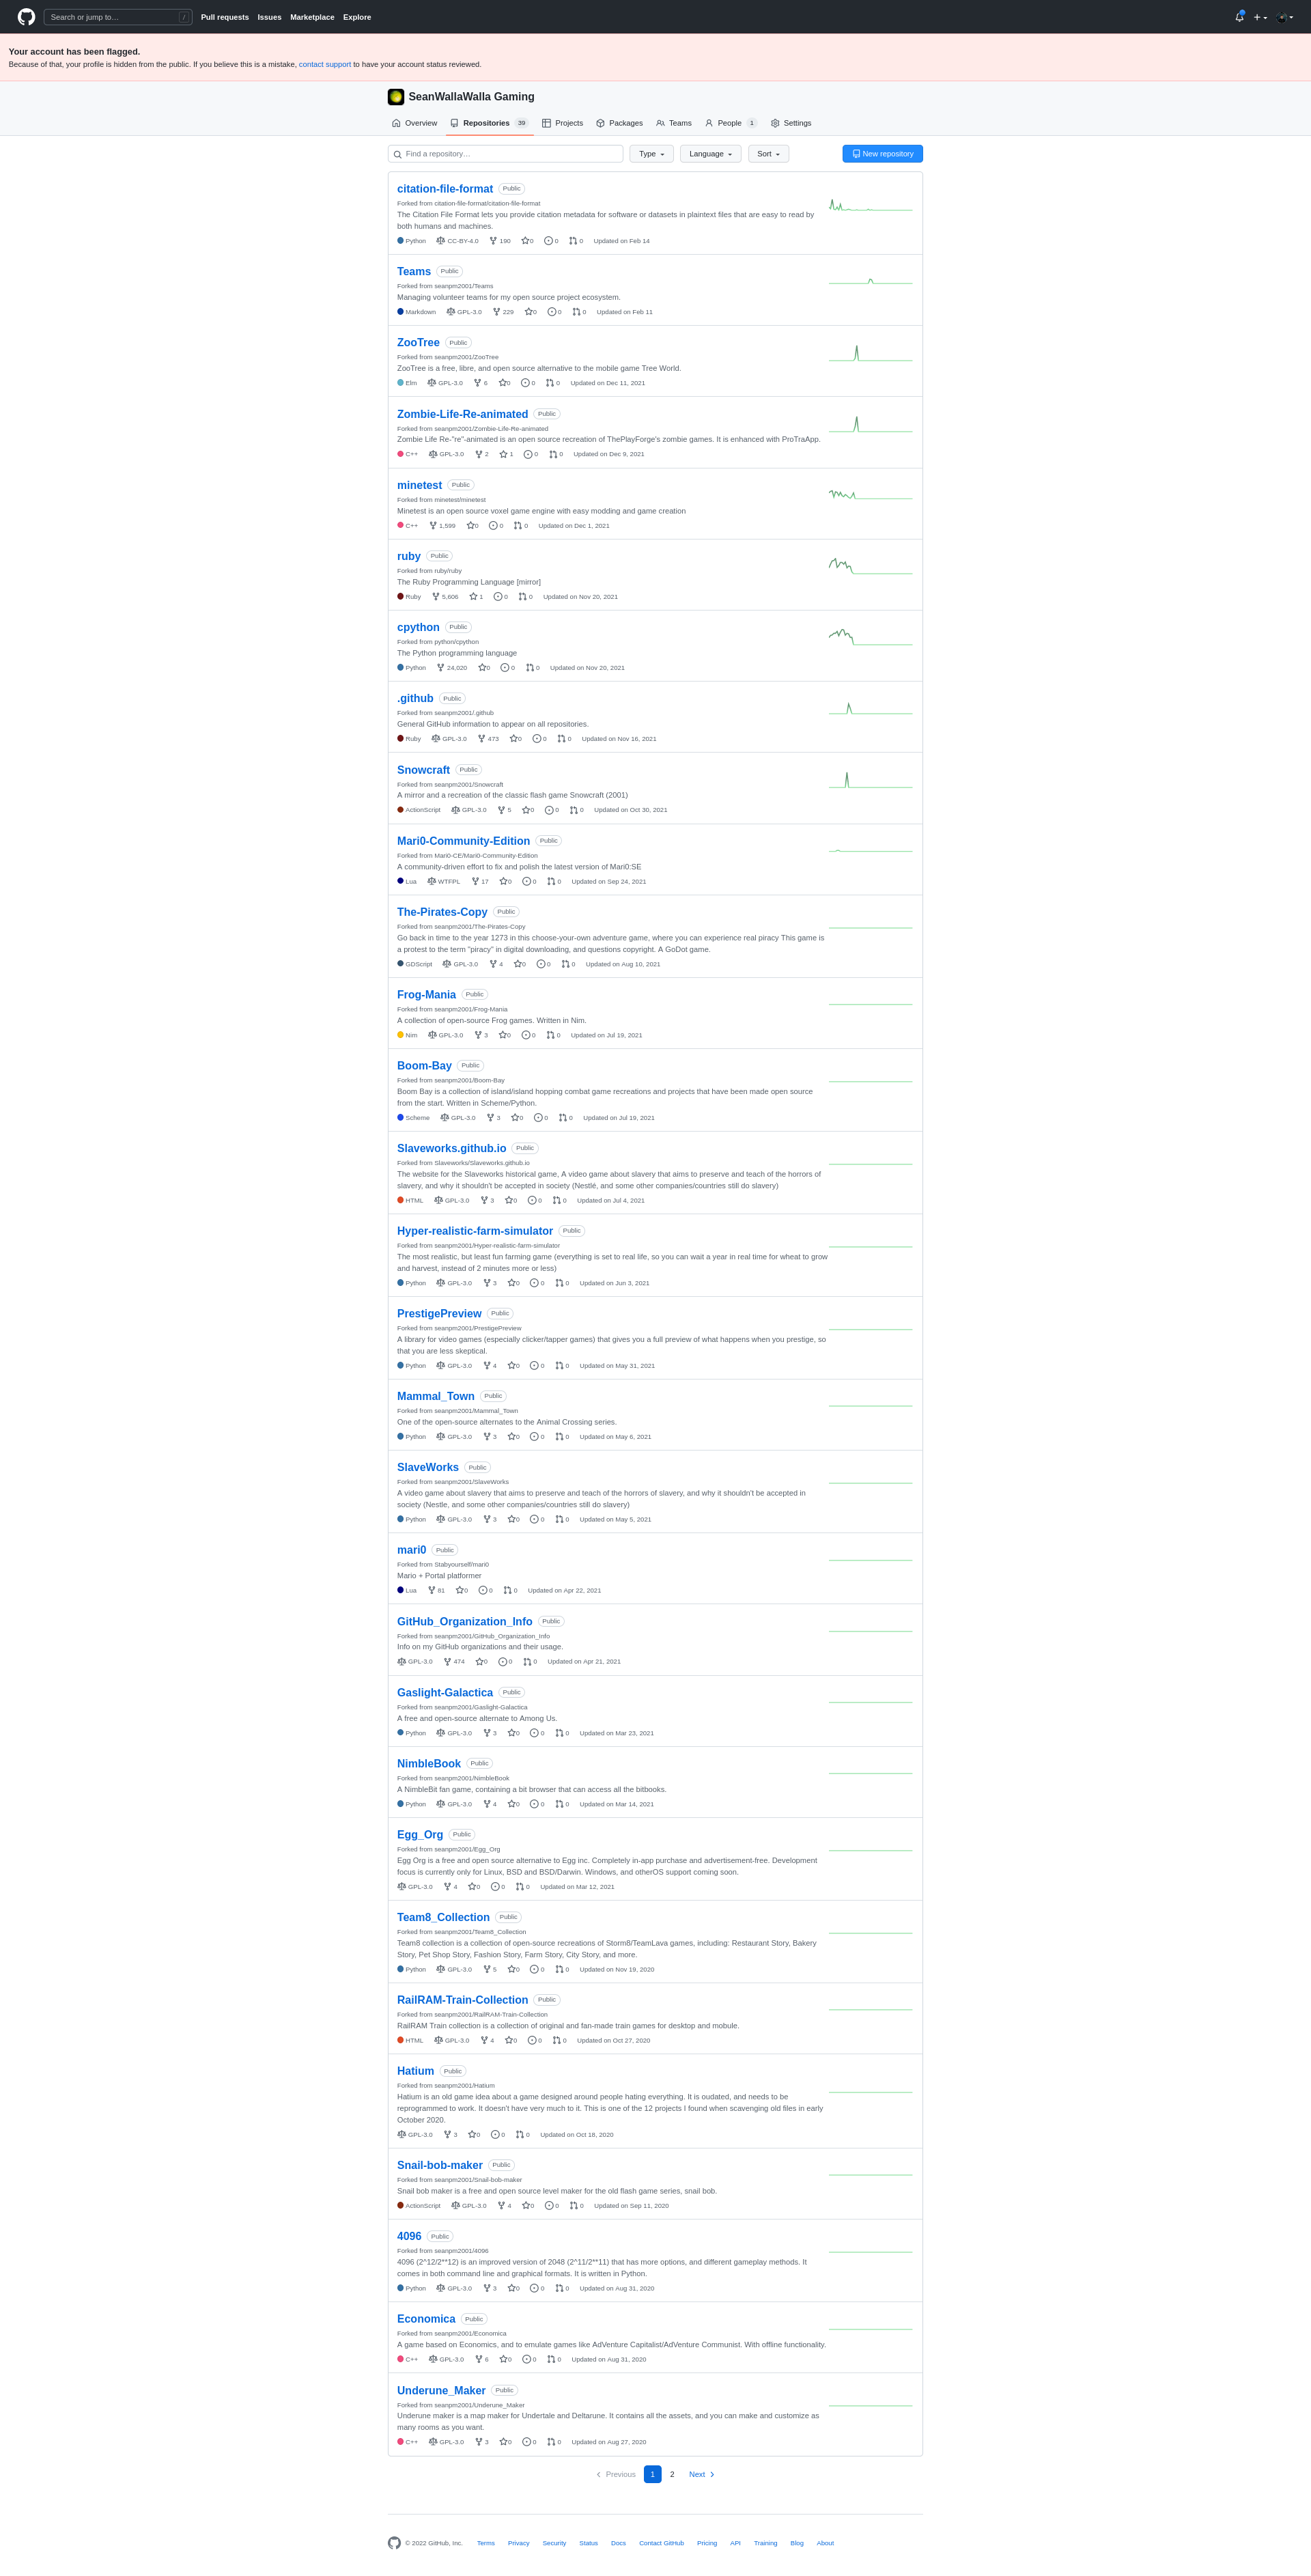 Search or jump to… /
Pull requests Issues Marketplace Explore
Your account has been flagged.
Because of that, your profile is hidden from the public. If you believe this is a mistake, contact support to have your account status reviewed.
SeanWallaWalla Gaming
Overview Repositories 39 Projects Packages Teams People 1 Settings
Find a repository… Type Language Sort New repository
citation-file-format Public
Forked from citation-file-format/citation-file-format
The Citation File Format lets you provide citation metadata for software or datasets in plaintext files that are easy to read by
both humans and machines.
Python CC-BY-4.0 190 0 0 0 Updated on Feb 14
Teams Public
Forked from seanpm2001/Teams
Managing volunteer teams for my open source project ecosystem.
Markdown GPL-3.0 229 0 0 0 Updated on Feb 11
ZooTree Public
Forked from seanpm2001/ZooTree
ZooTree is a free, libre, and open source alternative to the mobile game Tree World.
Elm GPL-3.0 6 0 0 0 Updated on Dec 11, 2021
Zombie-Life-Re-animated Public
Forked from seanpm2001/Zombie-Life-Re-animated
Zombie Life Re-"re"-animated is an open source recreation of ThePlayForge's zombie games. It is enhanced with ProTraApp.
C++ GPL-3.0 2 1 0 0 Updated on Dec 9, 2021
minetest Public
Forked from minetest/minetest
Minetest is an open source voxel game engine with easy modding and game creation
C++ 1,599 0 0 0 Updated on Dec 1, 2021
ruby Public
Forked from ruby/ruby
The Ruby Programming Language [mirror]
Ruby 5,606 1 0 0 Updated on Nov 20, 2021
cpython Public
Forked from python/cpython
The Python programming language
Python 24,020 0 0 0 Updated on Nov 20, 2021
.github Public
Forked from seanpm2001/.github
General GitHub information to appear on all repositories.
Ruby GPL-3.0 473 0 0 0 Updated on Nov 16, 2021
Snowcraft Public
Forked from seanpm2001/Snowcraft
A mirror and a recreation of the classic flash game Snowcraft (2001)
ActionScript GPL-3.0 5 0 0 0 Updated on Oct 30, 2021
Mari0-Community-Edition Public
Forked from Mari0-CE/Mari0-Community-Edition
A community-driven effort to fix and polish the latest version of Mari0:SE
Lua WTFPL 17 0 0 0 Updated on Sep 24, 2021
The-Pirates-Copy Public
Forked from seanpm2001/The-Pirates-Copy
Go back in time to the year 1273 in this choose-your-own adventure game, where you can experience real piracy This game is
a protest to the term "piracy" in digital downloading, and questions copyright. A GoDot game.
GDScript GPL-3.0 4 0 0 0 Updated on Aug 10, 2021
Frog-Mania Public
Forked from seanpm2001/Frog-Mania
A collection of open-source Frog games. Written in Nim.
Nim GPL-3.0 3 0 0 0 Updated on Jul 19, 2021
Boom-Bay Public
Forked from seanpm2001/Boom-Bay
Boom Bay is a collection of island/island hopping combat game recreations and projects that have been made open source
from the start. Written in Scheme/Python.
Scheme GPL-3.0 3 0 0 0 Updated on Jul 19, 2021
Slaveworks.github.io Public
Forked from Slaveworks/Slaveworks.github.io
The website for the Slaveworks historical game, A video game about slavery that aims to preserve and teach of the horrors of
slavery, and why it shouldn't be accepted in society (Nestlé, and some other companies/countries still do slavery)
HTML GPL-3.0 3 0 0 0 Updated on Jul 4, 2021
Hyper-realistic-farm-simulator Public
Forked from seanpm2001/Hyper-realistic-farm-simulator
The most realistic, but least fun farming game (everything is set to real life, so you can wait a year in real time for wheat to grow
and harvest, instead of 2 minutes more or less)
Python GPL-3.0 3 0 0 0 Updated on Jun 3, 2021
PrestigePreview Public
Forked from seanpm2001/PrestigePreview
A library for video games (especially clicker/tapper games) that gives you a full preview of what happens when you prestige, so
that you are less skeptical.
Python GPL-3.0 4 0 0 0 Updated on May 31, 2021
Mammal_Town Public
Forked from seanpm2001/Mammal_Town
One of the open-source alternates to the Animal Crossing series.
Python GPL-3.0 3 0 0 0 Updated on May 6, 2021
SlaveWorks Public
Forked from seanpm2001/SlaveWorks
A video game about slavery that aims to preserve and teach of the horrors of slavery, and why it shouldn't be accepted in
society (Nestle, and some other companies/countries still do slavery)
Python GPL-3.0 3 0 0 0 Updated on May 5, 2021
mari0 Public
Forked from Stabyourself/mari0
Mario + Portal platformer
Lua 81 0 0 0 Updated on Apr 22, 2021
GitHub_Organization_Info Public
Forked from seanpm2001/GitHub_Organization_Info
Info on my GitHub organizations and their usage.
GPL-3.0 474 0 0 0 Updated on Apr 21, 2021
Gaslight-Galactica Public
Forked from seanpm2001/Gaslight-Galactica
A free and open-source alternate to Among Us.
Python GPL-3.0 3 0 0 0 Updated on Mar 23, 2021
NimbleBook Public
Forked from seanpm2001/NimbleBook
A NimbleBit fan game, containing a bit browser that can access all the bitbooks.
Python GPL-3.0 4 0 0 0 Updated on Mar 14, 2021
Egg_Org Public
Forked from seanpm2001/Egg_Org
Egg Org is a free and open source alternative to Egg inc. Completely in-app purchase and advertisement-free. Development
focus is currently only for Linux, BSD and BSD/Darwin. Windows, and otherOS support coming soon.
GPL-3.0 4 0 0 0 Updated on Mar 12, 2021
Team8_Collection Public
Forked from seanpm2001/Team8_Collection
Team8 collection is a collection of open-source recreations of Storm8/TeamLava games, including: Restaurant Story, Bakery
Story, Pet Shop Story, Fashion Story, Farm Story, City Story, and more.
Python GPL-3.0 5 0 0 0 Updated on Nov 19, 2020
RailRAM-Train-Collection Public
Forked from seanpm2001/RailRAM-Train-Collection
RailRAM Train collection is a collection of original and fan-made train games for desktop and mobule.
HTML GPL-3.0 4 0 0 0 Updated on Oct 27, 2020
Hatium Public
Forked from seanpm2001/Hatium
Hatium is an old game idea about a game designed around people hating everything. It is oudated, and needs to be
reprogrammed to work. It doesn't have very much to it. This is one of the 12 projects I found when scavenging old files in early
October 2020.
GPL-3.0 3 0 0 0 Updated on Oct 18, 2020
Snail-bob-maker Public
Forked from seanpm2001/Snail-bob-maker
Snail bob maker is a free and open source level maker for the old flash game series, snail bob.
ActionScript GPL-3.0 4 0 0 0 Updated on Sep 11, 2020
4096 Public
Forked from seanpm2001/4096
4096 (2^12/2**12) is an improved version of 2048 (2^11/2**11) that has more options, and different gameplay methods. It
comes in both command line and graphical formats. It is written in Python.
Python GPL-3.0 3 0 0 0 Updated on Aug 31, 2020
Economica Public
Forked from seanpm2001/Economica
A game based on Economics, and to emulate games like AdVenture Capitalist/AdVenture Communist. With offline functionality.
C++ GPL-3.0 6 0 0 0 Updated on Aug 31, 2020
Underune_Maker Public
Forked from seanpm2001/Underune_Maker
Underune maker is a map maker for Undertale and Deltarune. It contains all the assets, and you can make and customize as
many rooms as you want.
C++ GPL-3.0 3 0 0 0 Updated on Aug 27, 2020
Previous 1 2 Next
© 2022 GitHub, Inc. Terms Privacy Security Status Docs Contact GitHub Pricing API Training Blog About